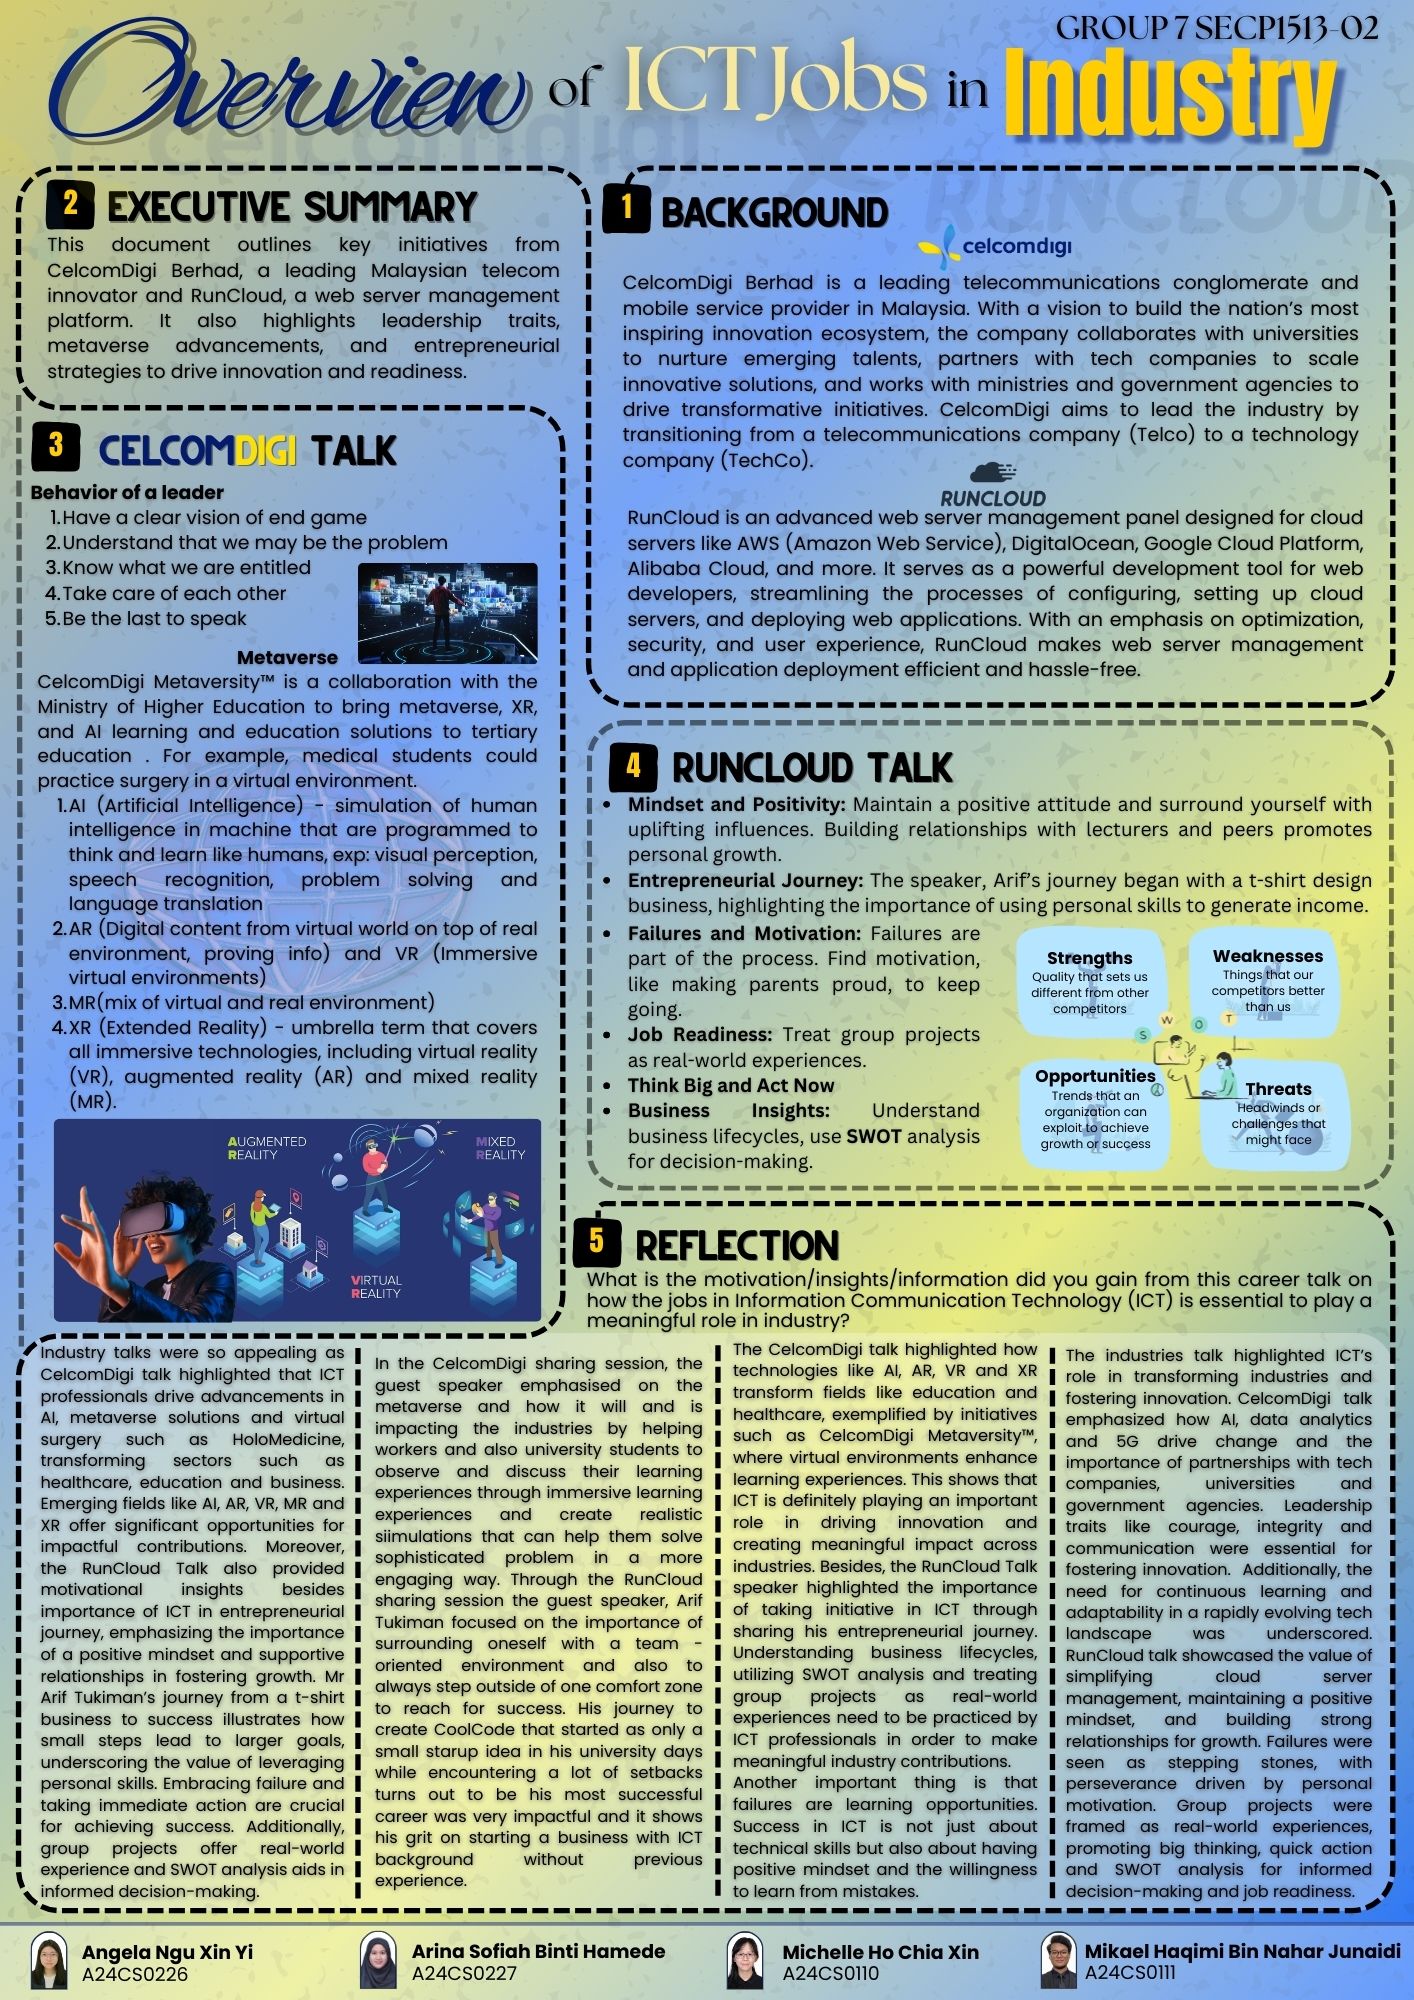 GROUP 7 SECP1513-02
Overview of ICT Jobs in Industry
celcomdigi
RUNCLOUD
2 EXECUTIVE SUMMARY
This document outlines key initiatives from
CelcomDigi Berhad, a leading Malaysian telecom
innovator and RunCloud, a web server management
platform. It also highlights leadership traits,
metaverse advancements, and entrepreneurial
strategies to drive innovation and readiness.
1 BACKGROUND
celcomdigi
CelcomDigi Berhad is a leading telecommunications conglomerate and
mobile service provider in Malaysia. With a vision to build the nation's most
inspiring innovation ecosystem, the company collaborates with universities
to nurture emerging talents, partners with tech companies to scale
innovative solutions, and works with ministries and government agencies to
drive transformative initiatives. CelcomDigi aims to lead the industry by
transitioning from a telecommunications company (Telco) to a technology
company (TechCo).
RUNCLOUD
RunCloud is an advanced web server management panel designed for cloud
servers like AWS (Amazon Web Service), DigitalOcean, Google Cloud Platform,
Alibaba Cloud, and more. It serves as a powerful development tool for web
developers, streamlining the processes of configuring, setting up cloud
servers, and deploying web applications. With an emphasis on optimization,
security, and user experience, RunCloud makes web server management
and application deployment efficient and hassle-free.
3 CELCOMDIGI TALK
Behavior of a leader
1.Have a clear vision of end game
2.Understand that we may be the problem
3.Know what we are entitled
4.Take care of each other
5.Be the last to speak
Metaverse
CelcomDigi Metaversity™ is a collaboration with the
Ministry of Higher Education to bring metaverse, XR,
and AI learning and education solutions to tertiary
education . For example, medical students could
practice surgery in a virtual environment.
1.AI (Artificial Intelligence) - simulation of human
intelligence in machine that are programmed to
think and learn like humans, exp: visual perception,
speech recognition, problem solving and
language translation
2.AR (Digital content from virtual world on top of real
environment, proving info) and VR (Immersive
virtual environments)
3.MR(mix of virtual and real environment)
4.XR (Extended Reality) - umbrella term that covers
all immersive technologies, including virtual reality
(VR), augmented reality (AR) and mixed reality
(MR).
AUGMENTED
REALITY
MIXED
REALITY
VIRTUAL
REALITY
4 RUNCLOUD TALK
• Mindset and Positivity: Maintain a positive attitude and surround yourself with
uplifting influences. Building relationships with lecturers and peers promotes
personal growth.
• Entrepreneurial Journey: The speaker, Arif's journey began with a t-shirt design
business, highlighting the importance of using personal skills to generate income.
• Failures and Motivation: Failures are
part of the process. Find motivation,
like making parents proud, to keep
going.
• Job Readiness: Treat group projects
as real-world experiences.
• Think Big and Act Now
• Business Insights: Understand
business lifecycles, use SWOT analysis
for decision-making.
Strengths
Quality that sets us
different from other
competitors
Weaknesses
Things that our
competitors better
than us
S W O T
Opportunities
Trends that an
organization can
exploit to achieve
growth or success
Threats
Headwinds or
challenges that
might face
5 REFLECTION
What is the motivation/insights/information did you gain from this career talk on
how the jobs in Information Communication Technology (ICT) is essential to play a
meaningful role in industry?
Industry talks were so appealing as
CelcomDigi talk highlighted that ICT
professionals drive advancements in
AI, metaverse solutions and virtual
surgery such as HoloMedicine,
transforming sectors such as
healthcare, education and business.
Emerging fields like AI, AR, VR, MR and
XR offer significant opportunities for
impactful contributions. Moreover,
the RunCloud Talk also provided
motivational insights besides
importance of ICT in entrepreneurial
journey, emphasizing the importance
of a positive mindset and supportive
relationships in fostering growth. Mr
Arif Tukiman's journey from a t-shirt
business to success illustrates how
small steps lead to larger goals,
underscoring the value of leveraging
personal skills. Embracing failure and
taking immediate action are crucial
for achieving success. Additionally,
group projects offer real-world
experience and SWOT analysis aids in
informed decision-making.
In the CelcomDigi sharing session, the
guest speaker emphasised on the
metaverse and how it will and is
impacting the industries by helping
workers and also university students to
observe and discuss their learning
experiences through immersive learning
experiences and create realistic
siimulations that can help them solve
sophisticated problem in a more
engaging way. Through the RunCloud
sharing session the guest speaker, Arif
Tukiman focused on the importance of
surrounding oneself with a team -
oriented environment and also to
always step outside of one comfort zone
to reach for success. His journey to
create CoolCode that started as only a
small starup idea in his university days
while encountering a lot of setbacks
turns out to be his most successful
career was very impactful and it shows
his grit on starting a business with ICT
background without previous
experience.
The CelcomDigi talk highlighted how
technologies like AI, AR, VR and XR
transform fields like education and
healthcare, exemplified by initiatives
such as CelcomDigi Metaversity™,
where virtual environments enhance
learning experiences. This shows that
ICT is definitely playing an important
role in driving innovation and
creating meaningful impact across
industries. Besides, the RunCloud Talk
speaker highlighted the importance
of taking initiative in ICT through
sharing his entrepreneurial journey.
Understanding business lifecycles,
utilizing SWOT analysis and treating
group projects as real-world
experiences need to be practiced by
ICT professionals in order to make
meaningful industry contributions.
Another important thing is that
failures are learning opportunities.
Success in ICT is not just about
technical skills but also about having
positive mindset and the willingness
to learn from mistakes.
The industries talk highlighted ICT's
role in transforming industries and
fostering innovation. CelcomDigi talk
emphasized how AI, data analytics
and 5G drive change and the
importance of partnerships with tech
companies, universities and
government agencies. Leadership
traits like courage, integrity and
communication were essential for
fostering innovation. Additionally, the
need for continuous learning and
adaptability in a rapidly evolving tech
landscape was underscored.
RunCloud talk showcased the value of
simplifying cloud server
management, maintaining a positive
mindset, and building strong
relationships for growth. Failures were
seen as stepping stones, with
perseverance driven by personal
motivation. Group projects were
framed as real-world experiences,
promoting big thinking, quick action
and SWOT analysis for informed
decision-making and job readiness.
Angela Ngu Xin Yi
A24CS0226
Arina Sofiah Binti Hamede
A24CS0227
Michelle Ho Chia Xin
A24CS0110
Mikael Haqimi Bin Nahar Junaidi
A24CS0111